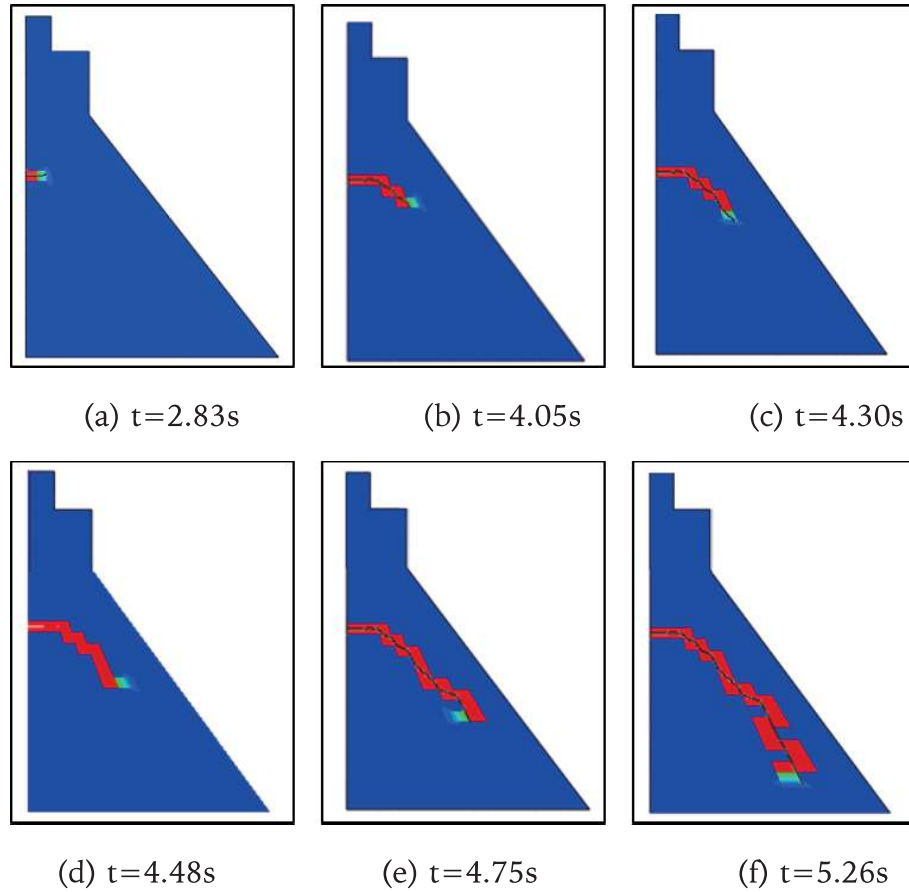 (a) t=2.83s
(b) t=4.05s
(c) t=4.30s
(d) t=4.48s
(e) t=4.75s
(f) t=5.26s